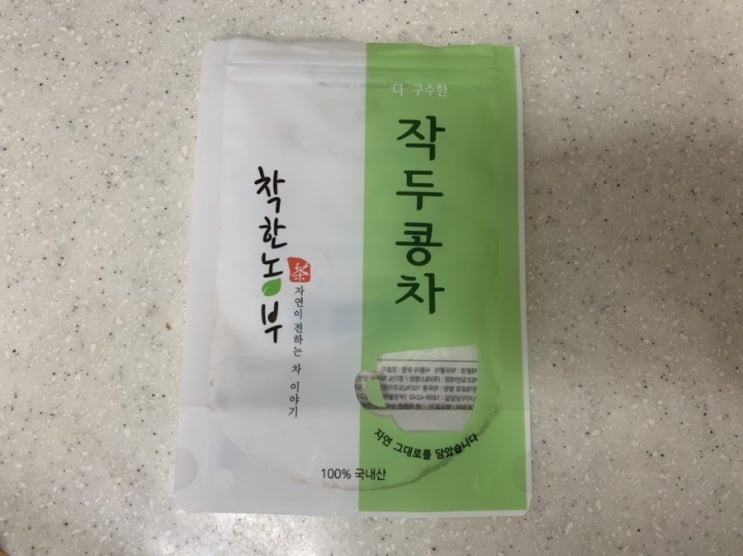 더 구수한
작두콩차
착한농부
茶
자연이 전하는 차 이야기
자연 그대로를 담았습니다
100% 국내산